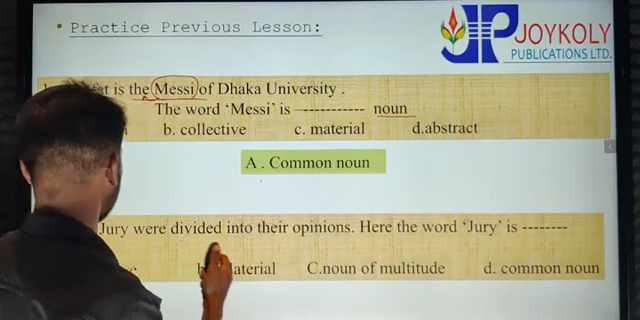 • Practice Previous Lesson:
JP JOYKOLY
PUBLICATIONS LTD.
is the Messi of Dhaka University .
The word ‘Messi’ is ----------- noun
b. collective c. material d.abstract
A . Common noun
Jury were divided into their opinions. Here the word ‘Jury’ is --------
C.noun of multitude d. common noun